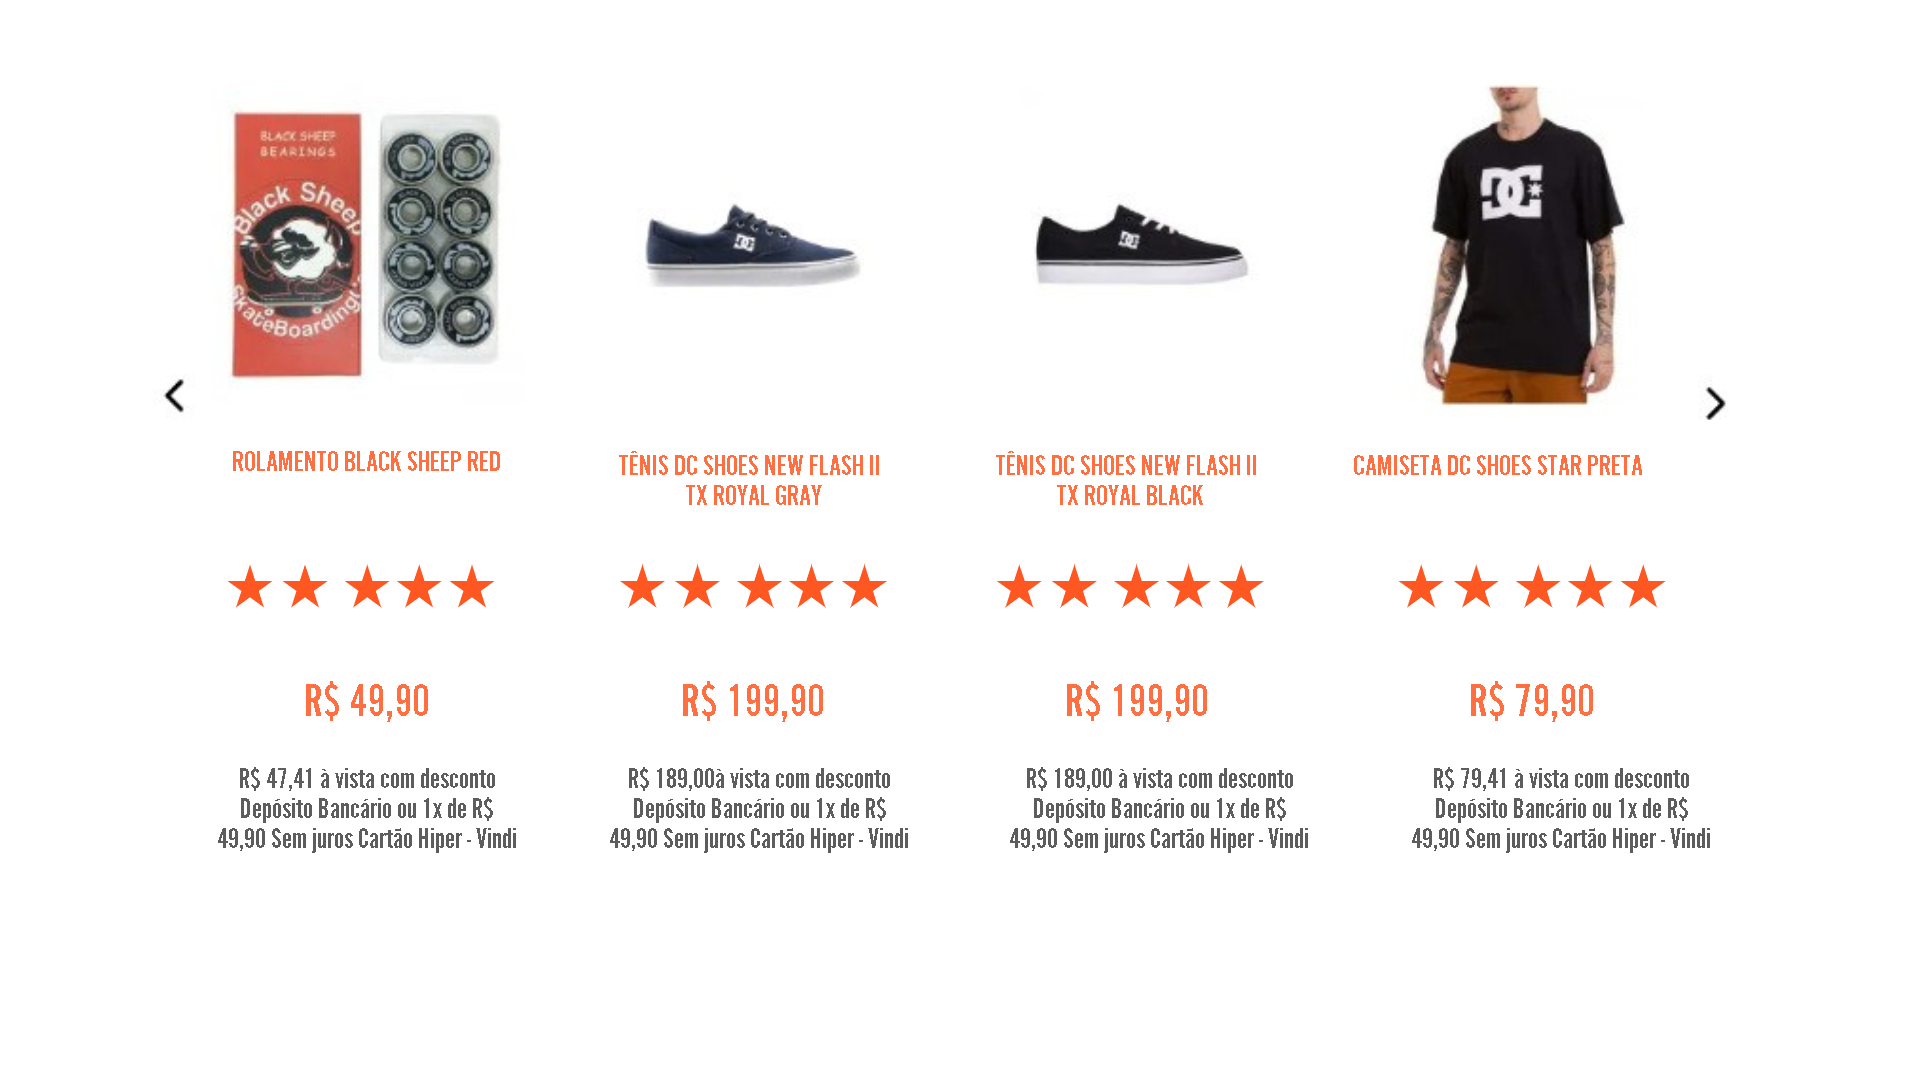 BLACK SHEEP
BEARINGS
Black Sheep
SkateBoarding
DC
DC
DC
ROLAMENTO BLACK SHEEP RED
TÊNIS DC SHOES NEW FLASH II
TX ROYAL GRAY
TÊNIS DC SHOES NEW FLASH II
TX ROYAL BLACK
CAMISETA DC SHOES STAR PRETA
R$ 49,90
R$ 199,90
R$ 199,90
R$ 79,90
R$ 47,41 à vista com desconto
Depósito Bancário ou 1x de R$
49,90 Sem juros Cartão Hiper - Vindi
R$ 189,00à vista com desconto
Depósito Bancário ou 1x de R$
49,90 Sem juros Cartão Hiper - Vindi
R$ 189,00 à vista com desconto
Depósito Bancário ou 1x de R$
49,90 Sem juros Cartão Hiper - Vindi
R$ 79,41 à vista com desconto
Depósito Bancário ou 1x de R$
49,90 Sem juros Cartão Hiper - Vindi